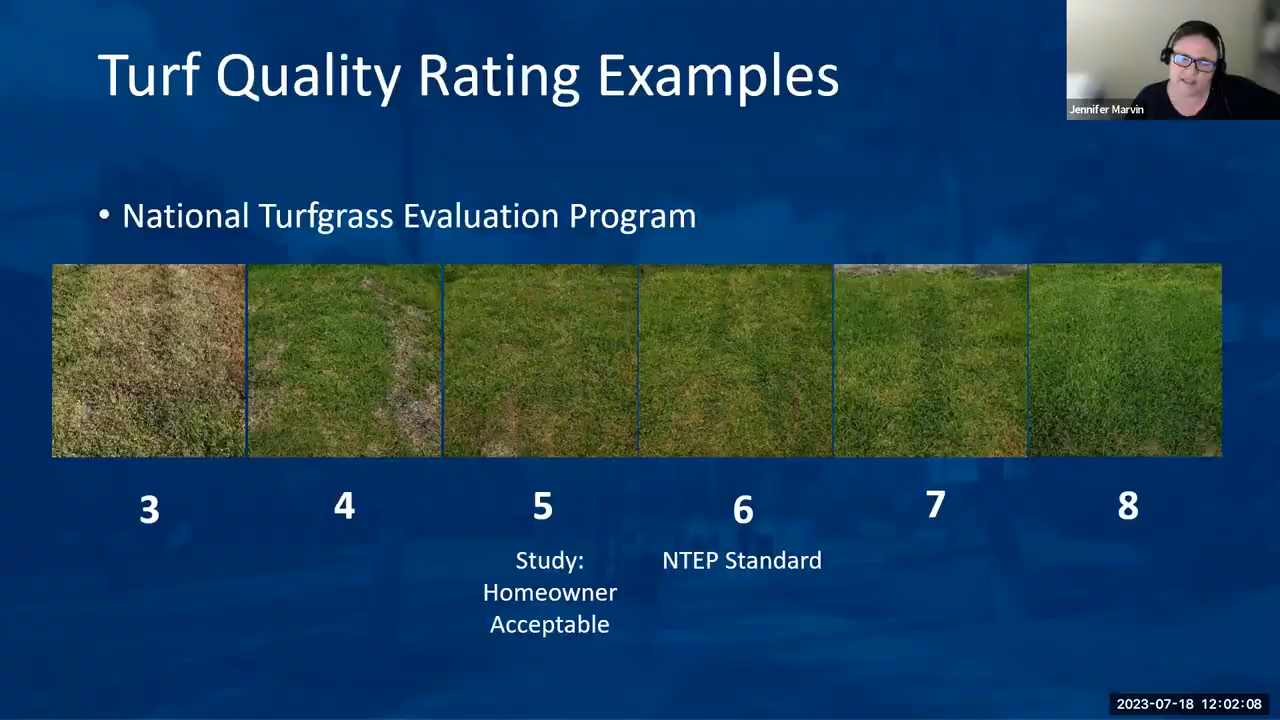 Turf Quality Rating Examples
Jennifer Marvin
• National Turfgrass Evaluation Program
3 4 5 6 7 8
Study:
Homeowner
Acceptable
NTEP Standard
2023-07-18 12:02:08